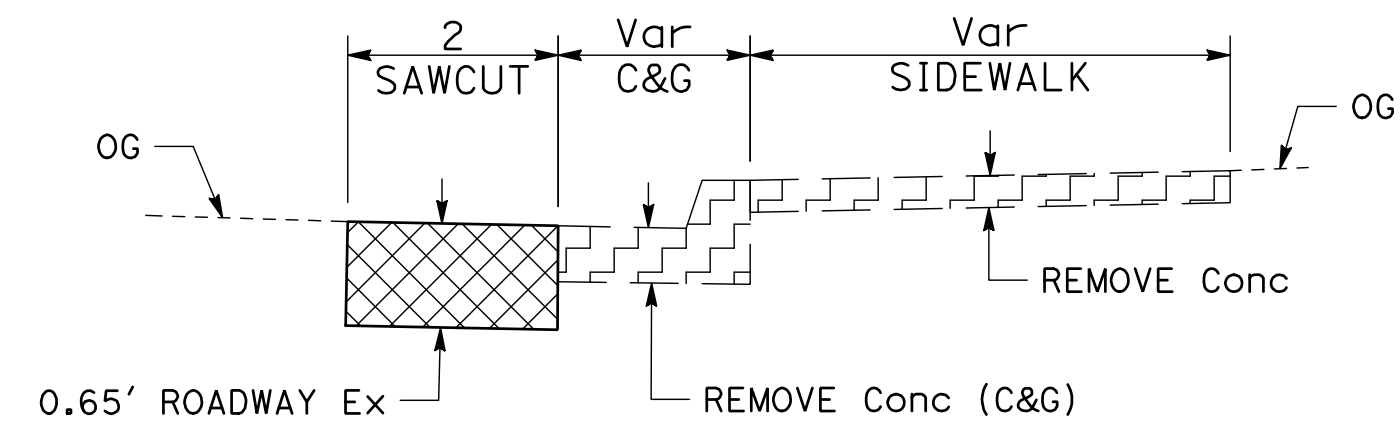 2
SAWCUT
Var
C&G
Var
SIDEWALK
OG
OG
REMOVE Conc
0.65' ROADWAY Ex
REMOVE Conc (C&G)